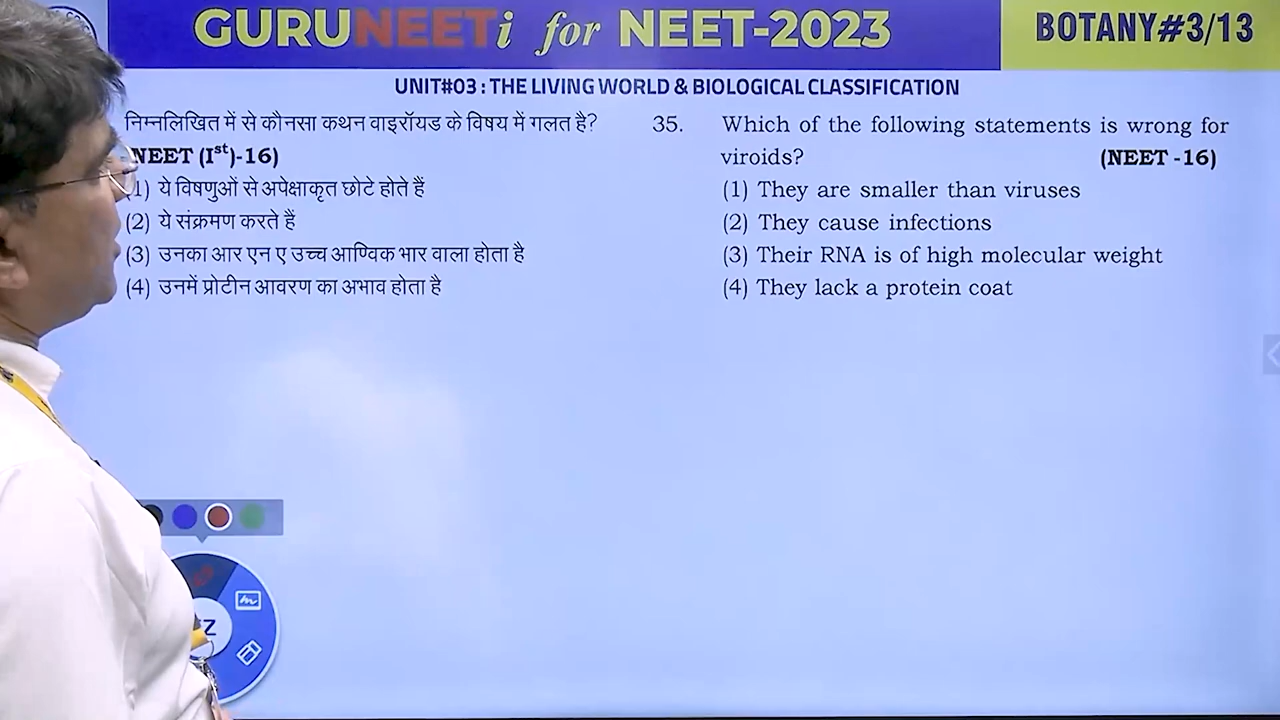 GURUNEETi for NEET-2023
BOTANY#3/13
UNIT#03 : THE LIVING WORLD & BIOLOGICAL CLASSIFICATION
निम्नलिखित में से कौनसा कथन वाइरॉयड के विषय में गलत है?
NEET (Ist)-16)
(1) ये विषणुओं से अपेक्षाकृत छोटे होते हैं
(2) ये संक्रमण करते हैं
(3) उनका आर एन ए उच्च आण्विक भार वाला होता है
(4) उनमें प्रोटीन आवरण का अभाव होता है
35. Which of the following statements is wrong for
viroids? (NEET -16)
(1) They are smaller than viruses
(2) They cause infections
(3) Their RNA is of high molecular weight
(4) They lack a protein coat
Z